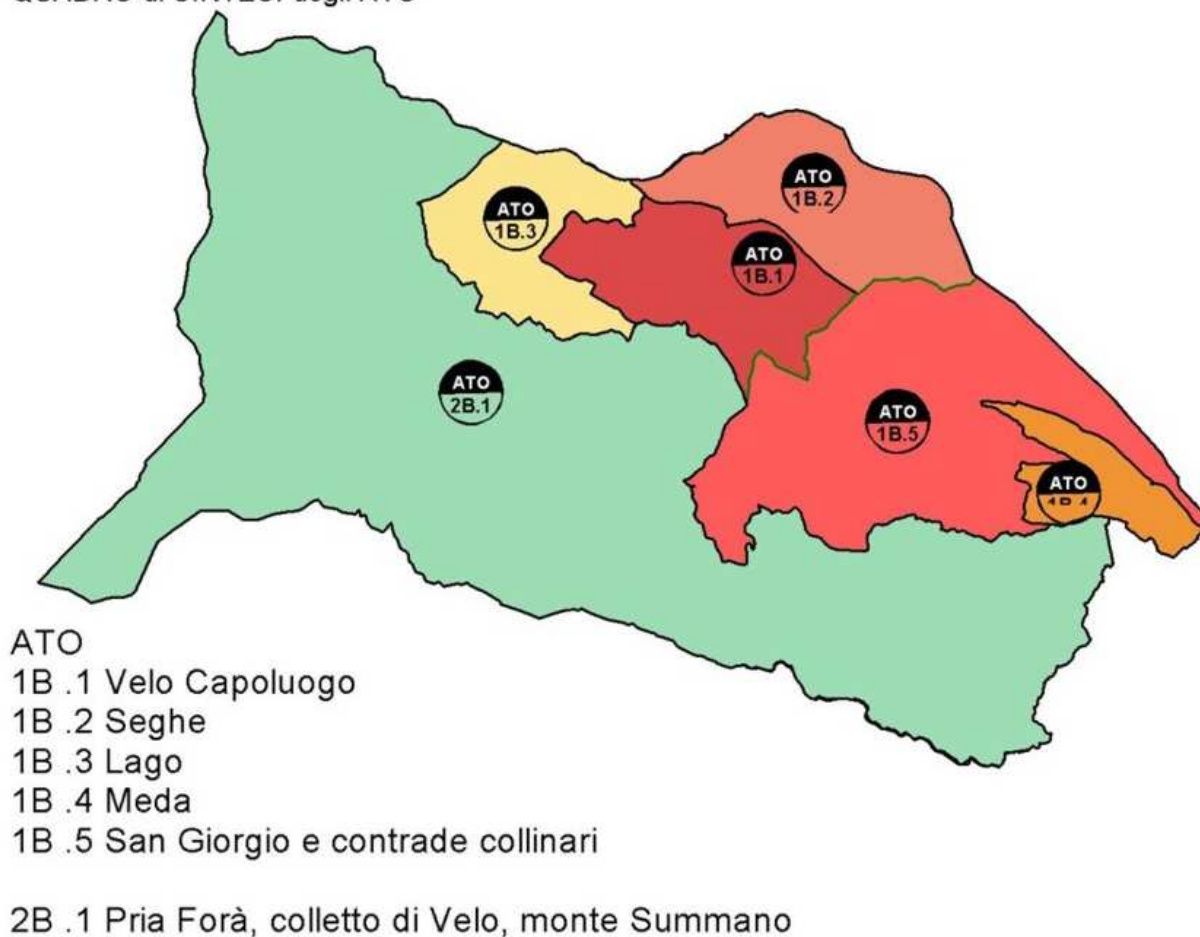 ATO
1B.2
ATO
1B.3
ATO
1B.1
ATO
2B.1
ATO
1B.5
ATO
ATO
1B .1 Velo Capoluogo
1B .2 Seghe
1B .3 Lago
1B .4 Meda
1B .5 San Giorgio e contrade collinari
2B .1 Pria Forà, colletto di Velo, monte Summano